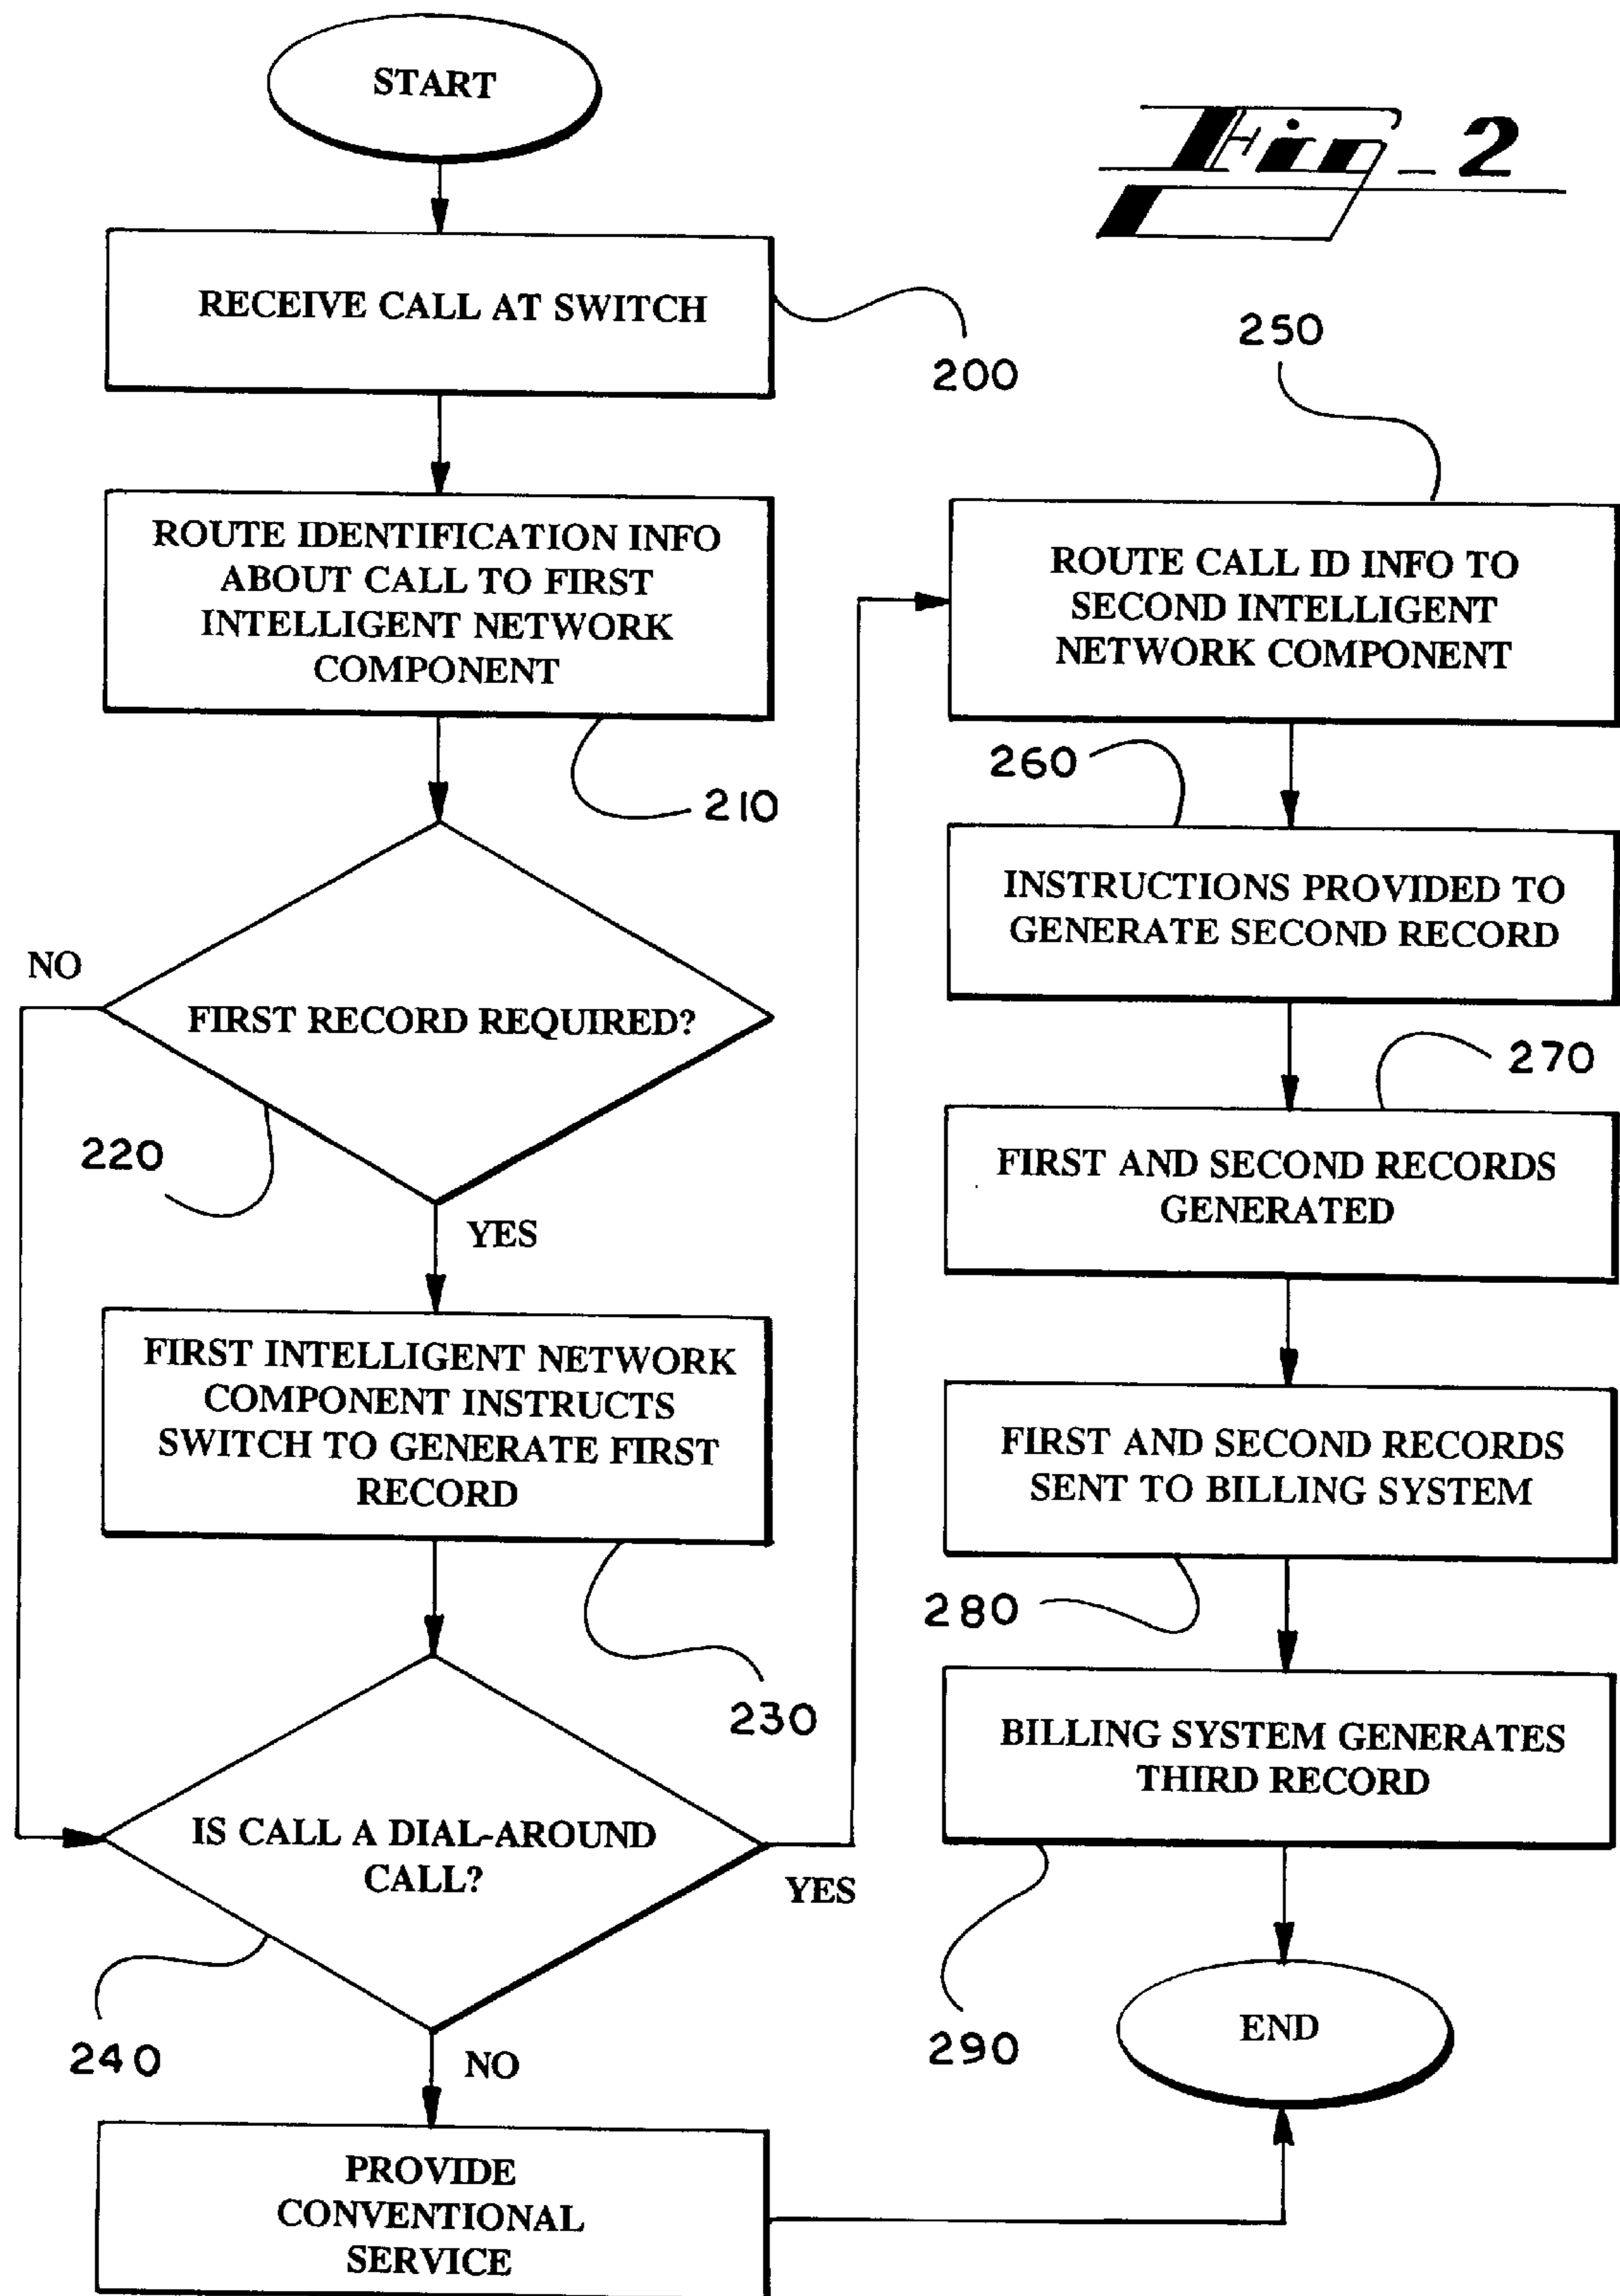 START
Fig_2
RECEIVE CALL AT SWITCH
200
ROUTE IDENTIFICATION INFO
ABOUT CALL TO FIRST
INTELLIGENT NETWORK
COMPONENT
210
NO
FIRST RECORD REQUIRED?
220
YES
FIRST INTELLIGENT NETWORK
COMPONENT INSTRUCTS
SWITCH TO GENERATE FIRST
RECORD
230
IS CALL A DIAL-AROUND
CALL?
YES
240
NO
PROVIDE
CONVENTIONAL
SERVICE
250
ROUTE CALL ID INFO TO
SECOND INTELLIGENT
NETWORK COMPONENT
260
INSTRUCTIONS PROVIDED TO
GENERATE SECOND RECORD
270
FIRST AND SECOND RECORDS
GENERATED
FIRST AND SECOND RECORDS
SENT TO BILLING SYSTEM
280
BILLING SYSTEM GENERATES
THIRD RECORD
290
END